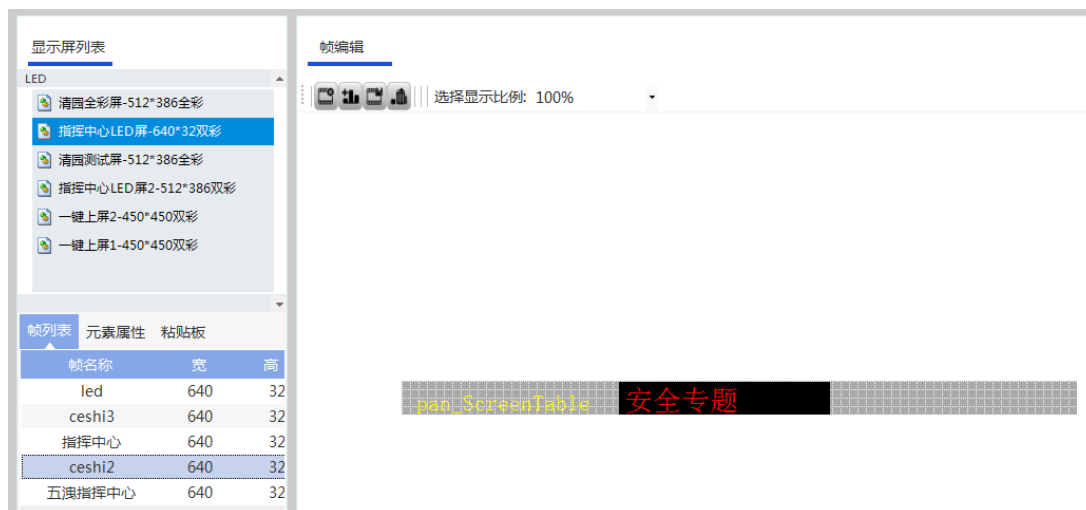 显示屏列表
LED
清园全彩屏-512*386全彩
指挥中心LED屏-640*32双彩
清园测试屏-512*386全彩
指挥中心LED屏2-512*386双彩
一键上屏2-450*450双彩
一键上屏1-450*450双彩
帧列表 元素属性 粘贴板
帧名称 宽 高
led 640 32
ceshi3 640 32
指挥中心 640 32
ceshi2 640 32
五洩指挥中心 640 32
帧编辑
选择显示比例: 100%
pan_ScreenTable 安全专题